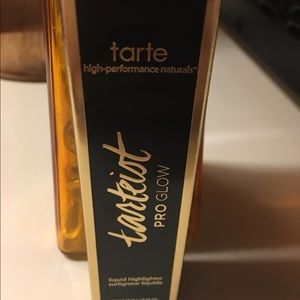 tarte
high-performance naturals™
tarteist
PRO GLOW
liquid highlighter
surligneur liquide